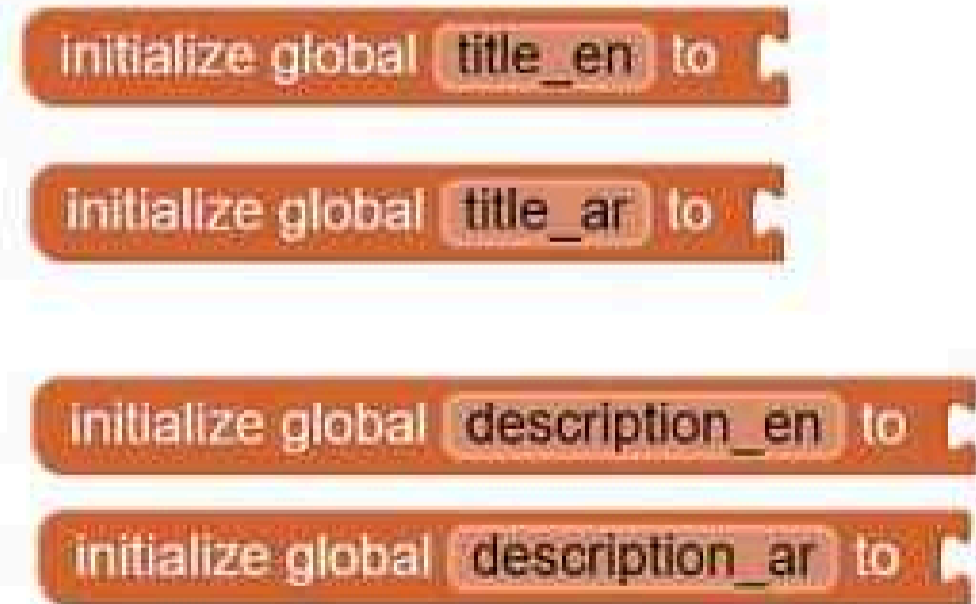 initialize global title_en to
initialize global title_ar to
initialize global description_en to
initialize global description_ar to